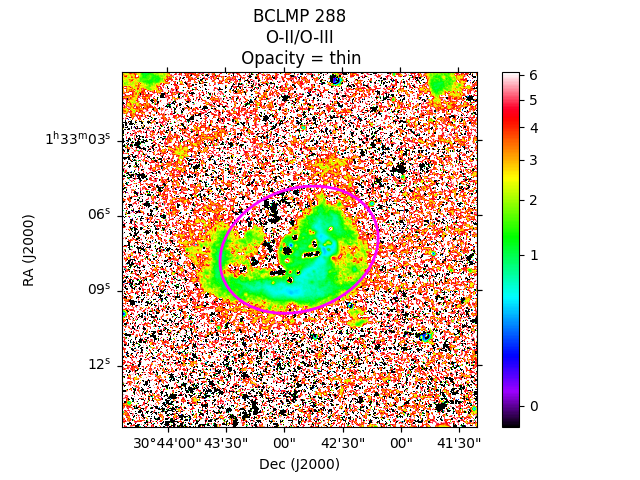 BCLMP 288
O-II/O-III
Opacity = thin
1ʰ33ᵐ03ˢ
06ˢ
09ˢ
12ˢ
RA (J2000)
30°44'00" 43'30" 00" 42'30" 00" 41'30"
Dec (J2000)
6
5
4
3
2
1
0